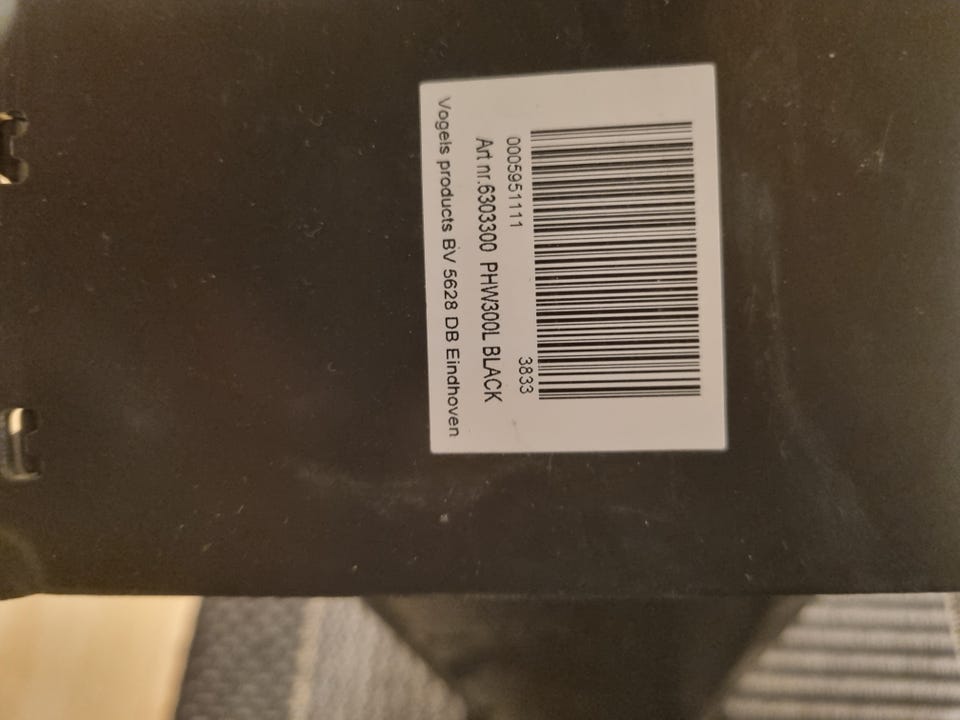 0005951111 3833
Art nr.6303300 PHW300L BLACK
Vogels products BV 5628 DB Eindhoven